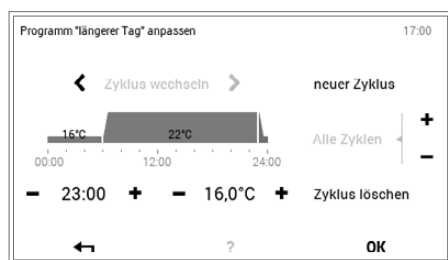 Programm "längerer Tag" anpassen 17:00
Zyklus wechseln neuer Zyklus
16°C 22°C
Alle Zyklen
00:00 12:00 24:00
23:00 16,0°C Zyklus löschen
? OK